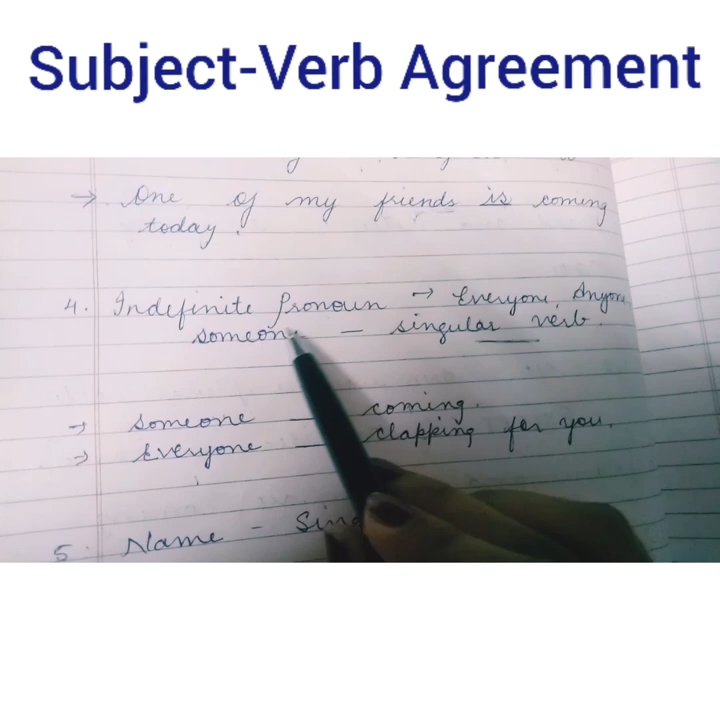 Subject-Verb Agreement
→ One of my friends is coming
today.
4. Indefinite Pronoun → Everyone, Anyone
someone — singular verb.
→ someone — coming.
→ Everyone — clapping for you.
5. Name -